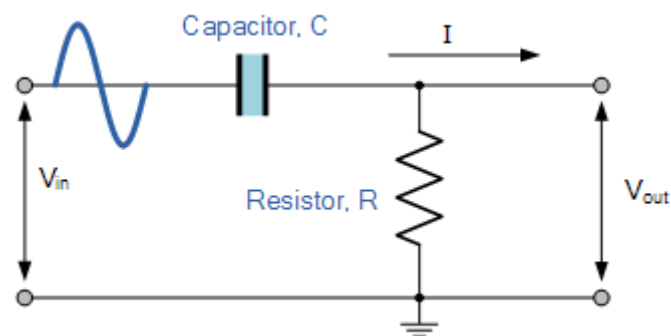 Capacitor, C
I
Vin
Resistor, R
Vout